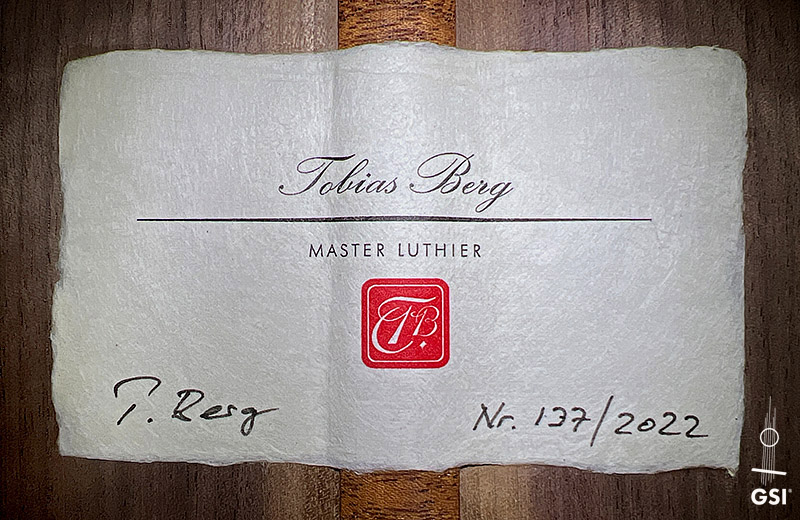 Tobias Berg
MASTER LUTHIER
TB
T. Berg
Nr. 137/2022
GSI®